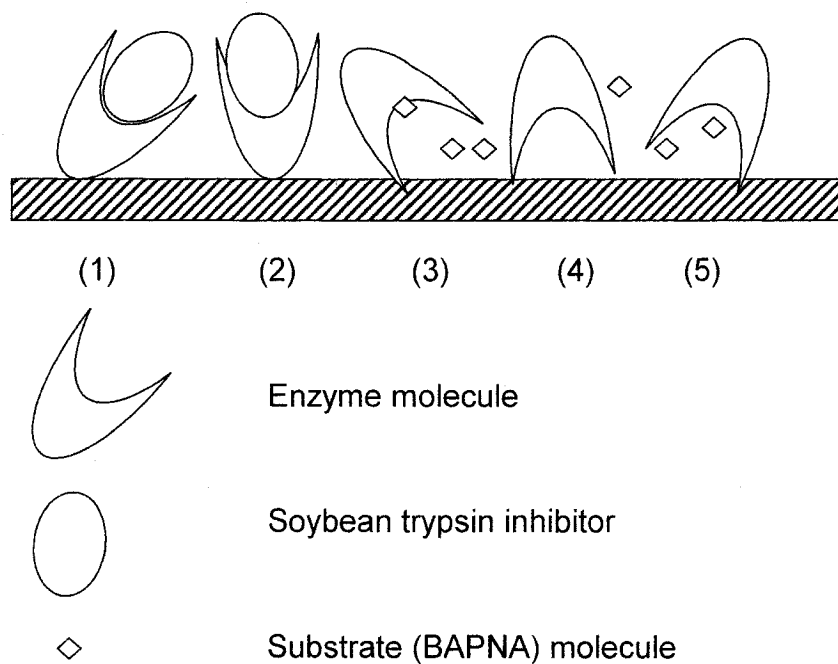 (1) (2) (3) (4) (5)
Enzyme molecule
Soybean trypsin inhibitor
Substrate (BAPNA) molecule